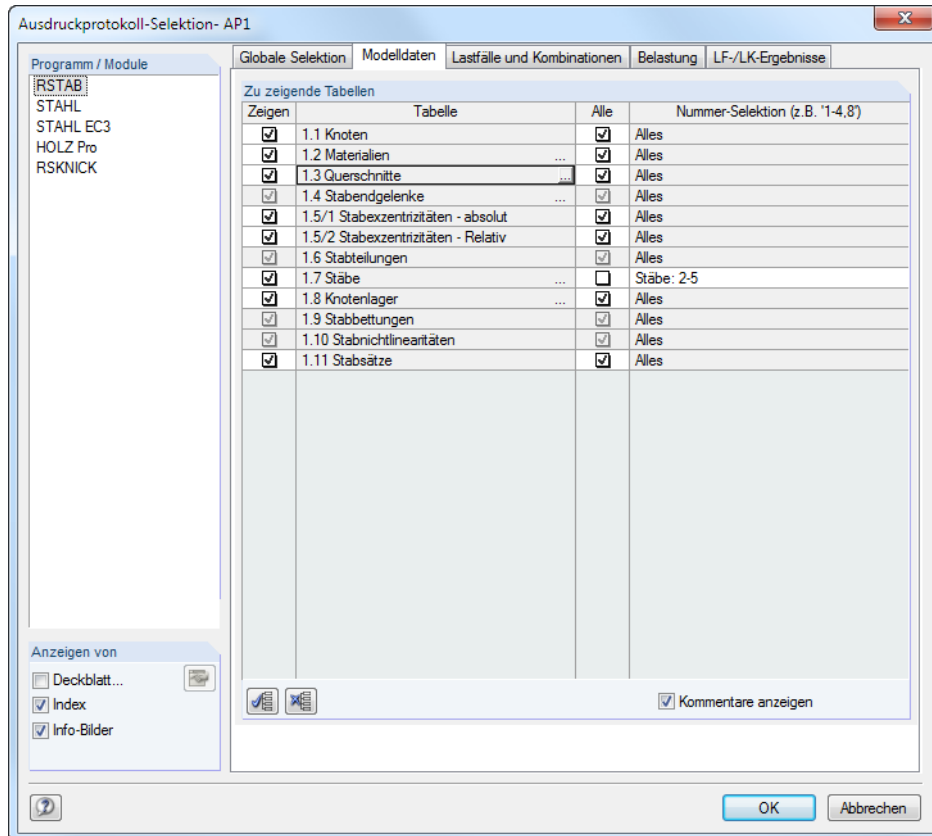 Ausdruckprotokoll-Selektion- AP1
Programm / Module
RSTAB
STAHL
STAHL EC3
HOLZ Pro
RSKNICK
Globale Selektion Modelldaten Lastfälle und Kombinationen Belastung LF-/LK-Ergebnisse
Zu zeigende Tabellen
Zeigen Tabelle Alle Nummer-Selektion (z.B. '1-4,8')
1.1 Knoten Alles
1.2 Materialien ... Alles
1.3 Querschnitte ... Alles
1.4 Stabendgelenke ... Alles
1.5/1 Stabexzentrizitäten - absolut Alles
1.5/2 Stabexzentrizitäten - Relativ Alles
1.6 Stabteilungen Alles
1.7 Stäbe ... Stäbe: 2-5
1.8 Knotenlager ... Alles
1.9 Stabbettungen Alles
1.10 Stabnichtlinearitäten Alles
1.11 Stabsätze Alles
Kommentare anzeigen
Anzeigen von
Deckblatt...
Index
Info-Bilder
OK Abbrechen